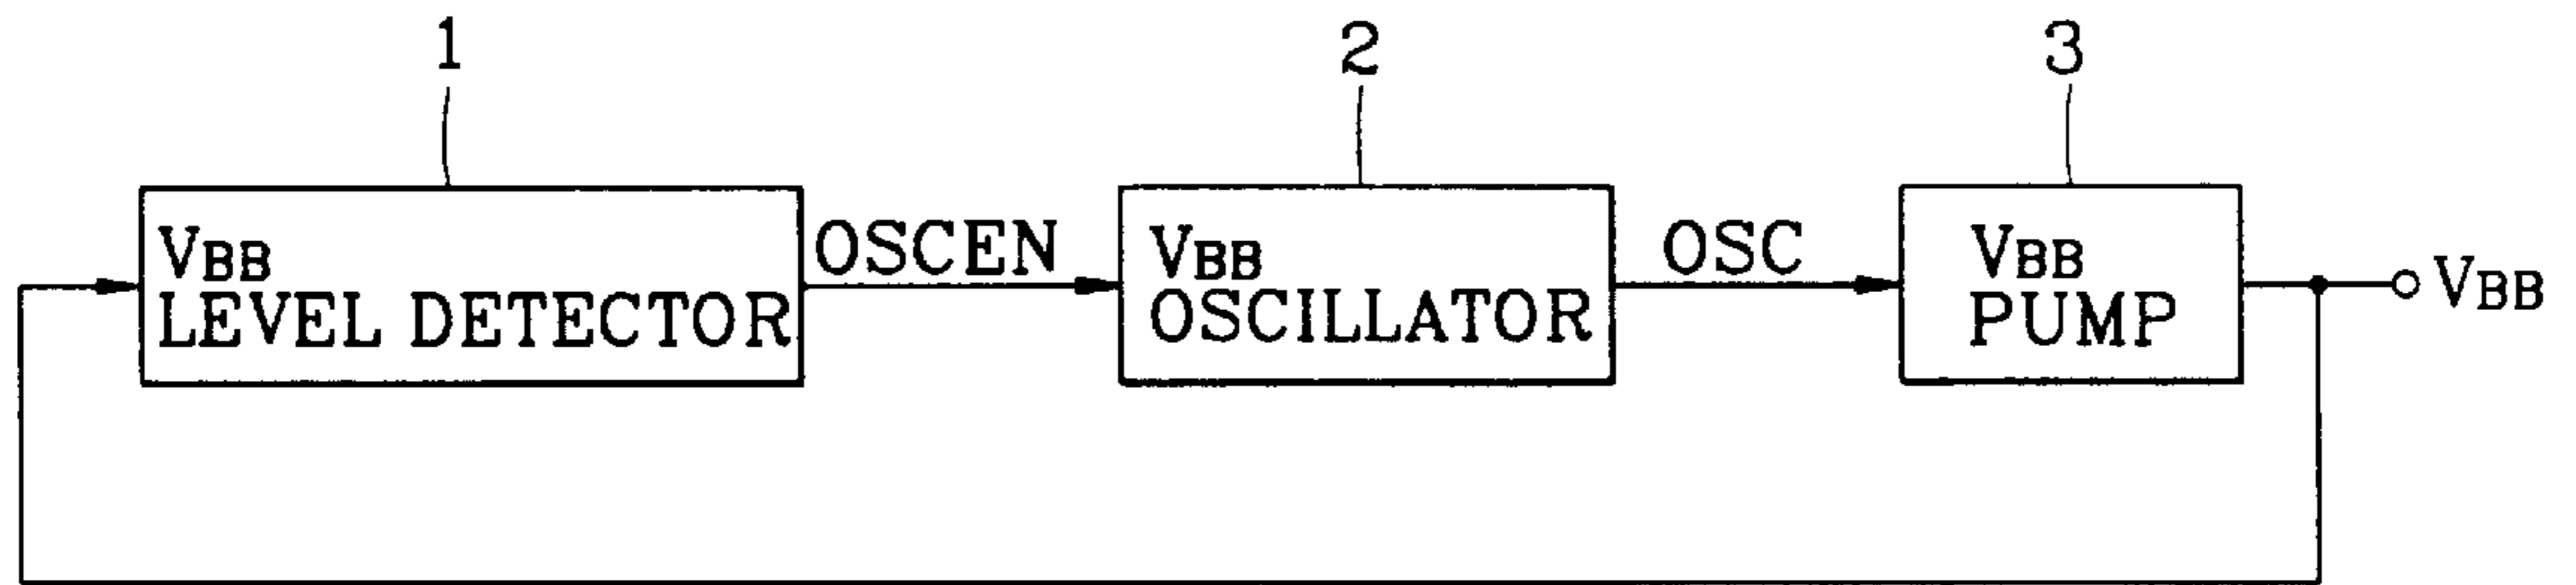 1
2
3
VBB
LEVEL DETECTOR
OSCEN
VBB
OSCILLATOR
OSC
VBB
PUMP
VBB